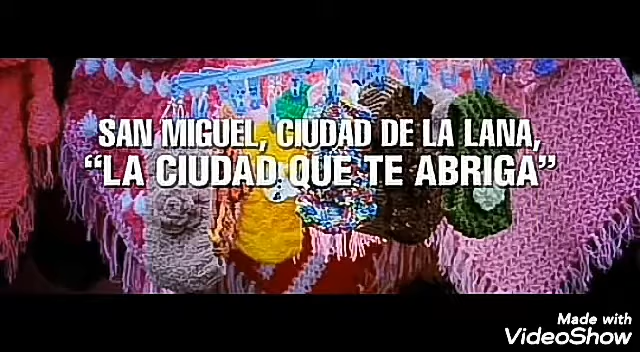 SAN MIGUEL, CIUDAD DE LA LANA,
“LA CIUDAD QUE TE ABRIGA”
Made with
VideoShow